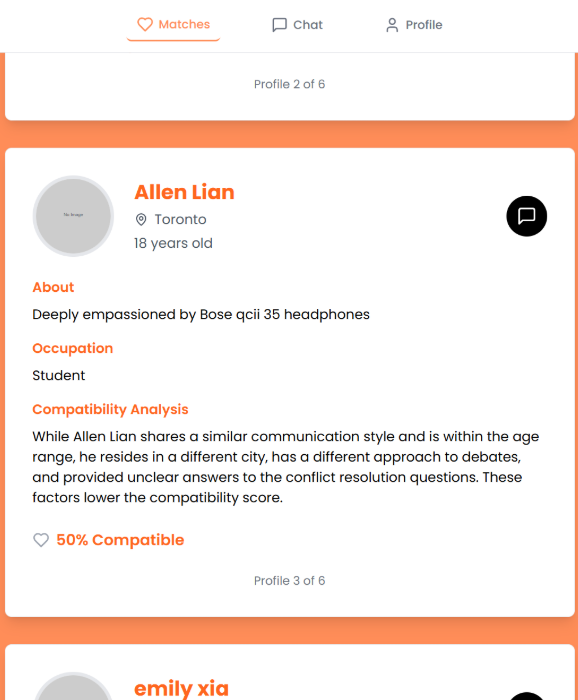 Matches
Chat
Profile
Profile 2 of 6
No Image
Allen Lian
Toronto
18 years old
About
Deeply empassioned by Bose qcii 35 headphones
Occupation
Student
Compatibility Analysis
While Allen Lian shares a similar communication style and is within the age
range, he resides in a different city, has a different approach to debates,
and provided unclear answers to the conflict resolution questions. These
factors lower the compatibility score.
50% Compatible
Profile 3 of 6
emily xia